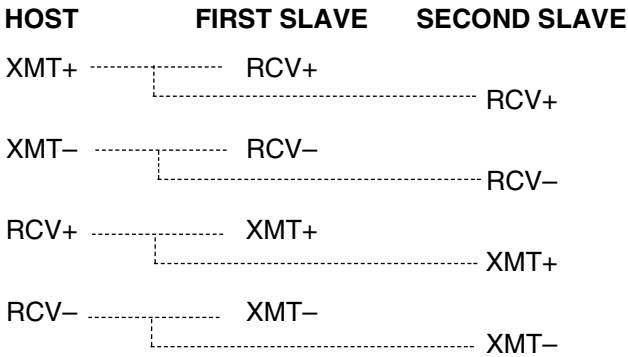 HOST FIRST SLAVE SECOND SLAVE
XMT+ RCV+
RCV+
XMT– RCV–
RCV–
RCV+ XMT+
XMT+
RCV– XMT–
XMT–